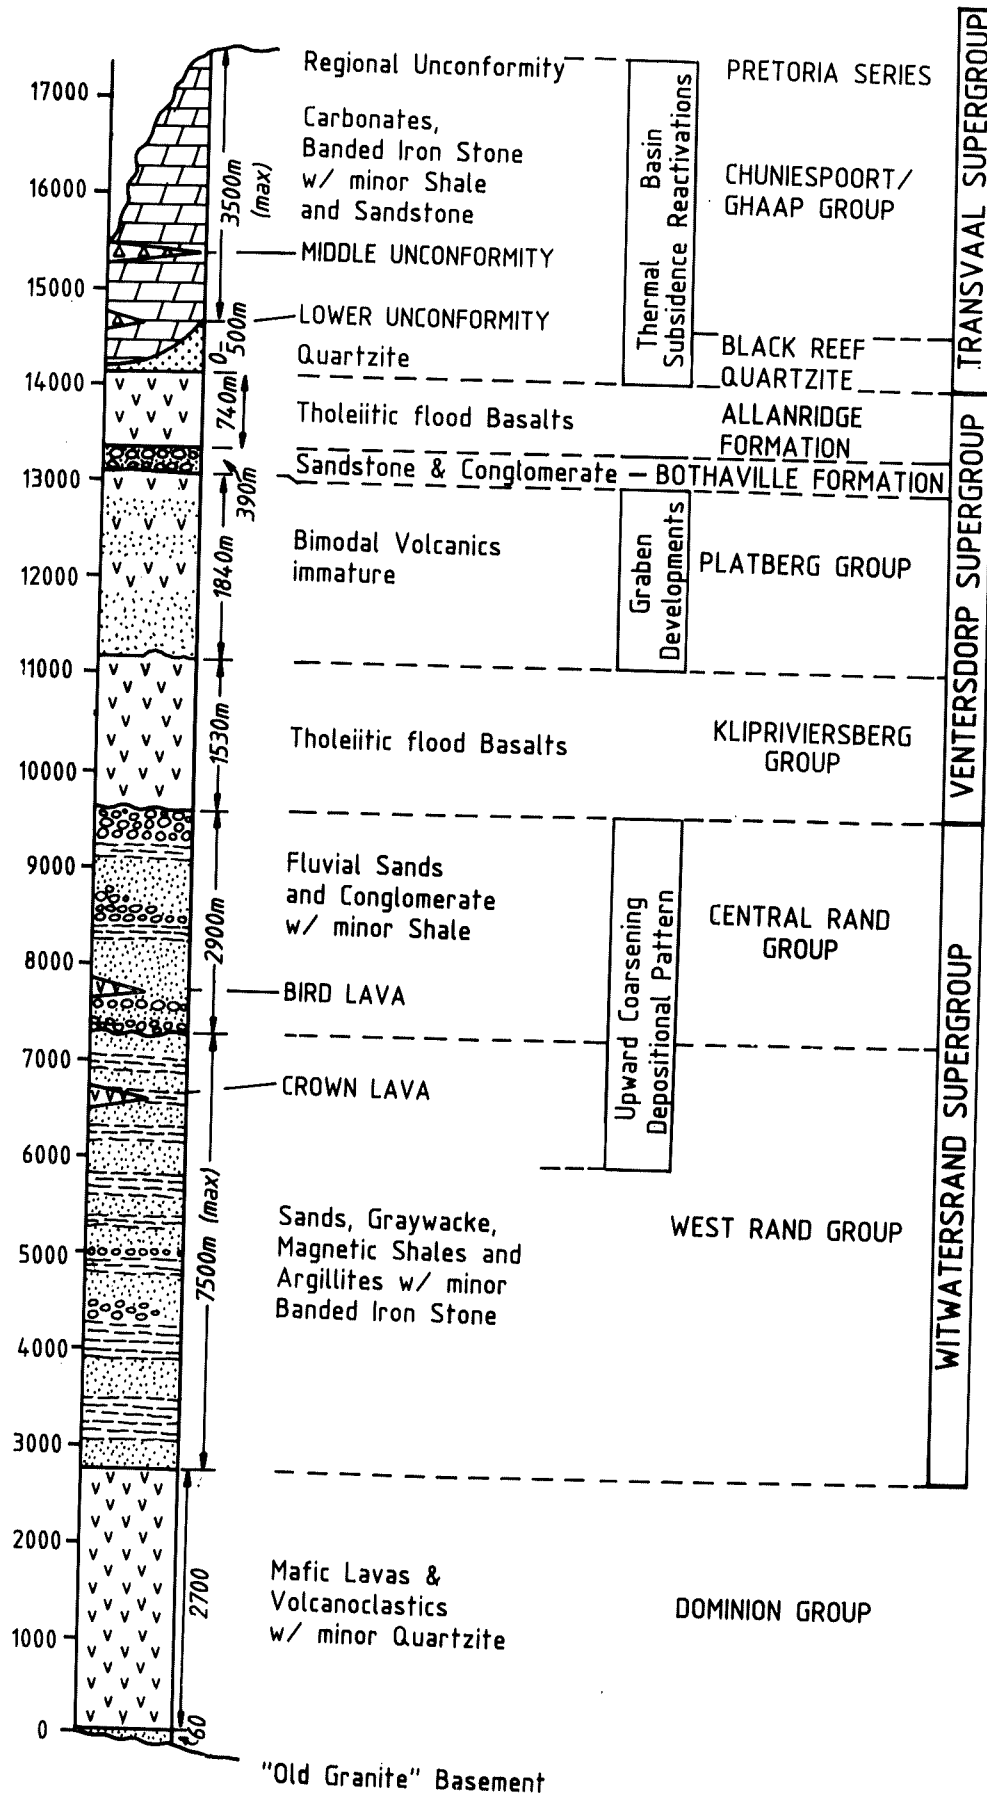 17000
16000
15000
14000
13000
12000
11000
10000
9000
8000
7000
6000
5000
4000
3000
2000
1000
0
3500m
(max)
0-
500m
740m
390m
1840m
1530m
2900m
7500m (max)
2700
60
Regional Unconformity
Carbonates,
Banded Iron Stone
w/ minor Shale
and Sandstone
MIDDLE UNCONFORMITY
LOWER UNCONFORMITY
Quartzite
Tholeiitic flood Basalts
Sandstone & Conglomerate – BOTHAVILLE FORMATION
Bimodal Volcanics
immature
Tholeiitic flood Basalts
Fluvial Sands
and Conglomerate
w/ minor Shale
BIRD LAVA
CROWN LAVA
Sands, Graywacke,
Magnetic Shales and
Argillites w/ minor
Banded Iron Stone
Mafic Lavas &
Volcanoclastics
w/ minor Quartzite
"Old Granite" Basement
Thermal Basin
Subsidence Reactivations
Graben
Developments
Upward Coarsening
Depositional Pattern
PRETORIA SERIES
CHUNIESPOORT/
GHAAP GROUP
BLACK REEF
QUARTZITE
ALLANRIDGE
FORMATION
PLATBERG GROUP
KLIPRIVIERSBERG
GROUP
CENTRAL RAND
GROUP
WEST RAND GROUP
DOMINION GROUP
TRANSVAAL SUPERGROUP
VENTERSDORP SUPERGROUP
WITWATERSRAND SUPERGROUP